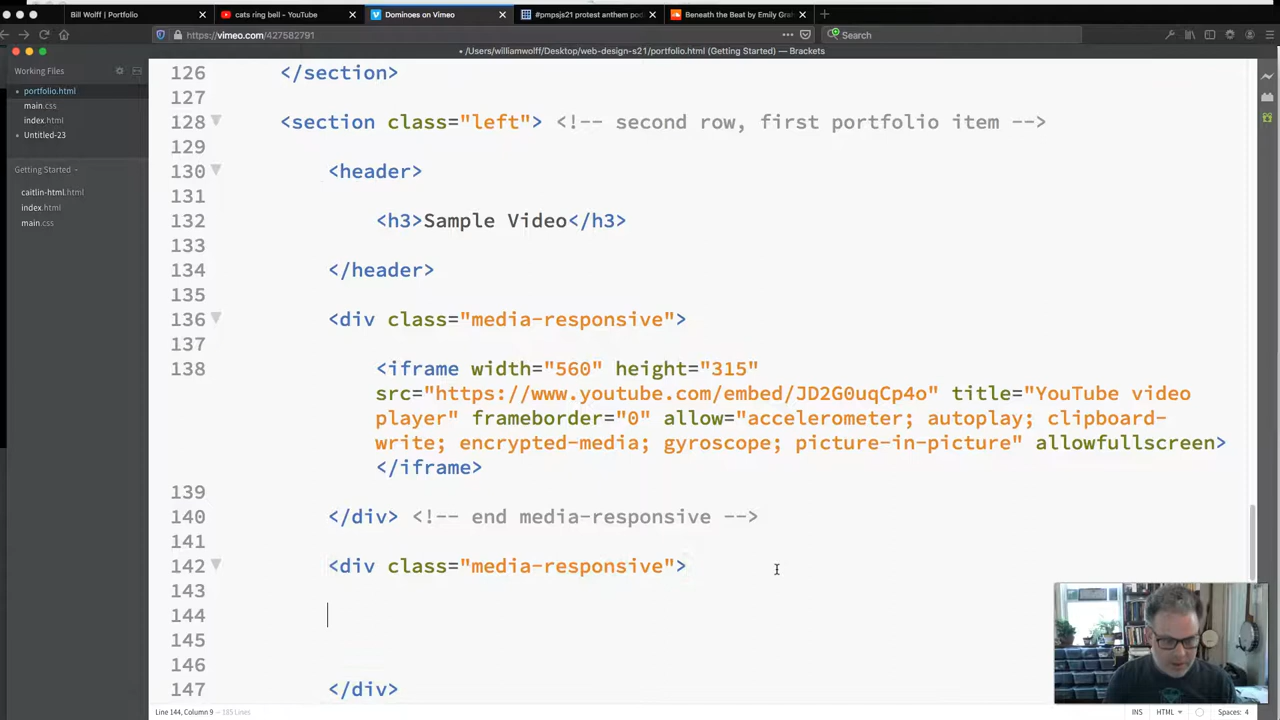 Bill Wolff | Portfolio
cats ring bell - YouTube
Dominoes on Vimeo
#pmpsjs21 protest anthem pod
Beneath the Beat by Emily Gra
https://vimeo.com/427582791
Search
• /Users/williamwolff/Desktop/web-design-s21/portfolio.html (Getting Started) — Brackets
Working Files
portfolio.html
main.css
index.html
Untitled-23
Getting Started
caitlin-html.html
index.html
main.css
126 </section>
127
128 <section class="left"> <!-- second row, first portfolio item -->
129
130 <header>
131
132 <h3>Sample Video</h3>
133
134 </header>
135
136 <div class="media-responsive">
137
138 <iframe width="560" height="315"
src="https://www.youtube.com/embed/JD2G0uqCp4o" title="YouTube video
player" frameborder="0" allow="accelerometer; autoplay; clipboard-
write; encrypted-media; gyroscope; picture-in-picture" allowfullscreen>
</iframe>
139
140 </div> <!-- end media-responsive -->
141
142 <div class="media-responsive">
143
144
145
146
147 </div>
Line 144, Column 9 — 185 Lines
INS
HTML
Spaces: 4